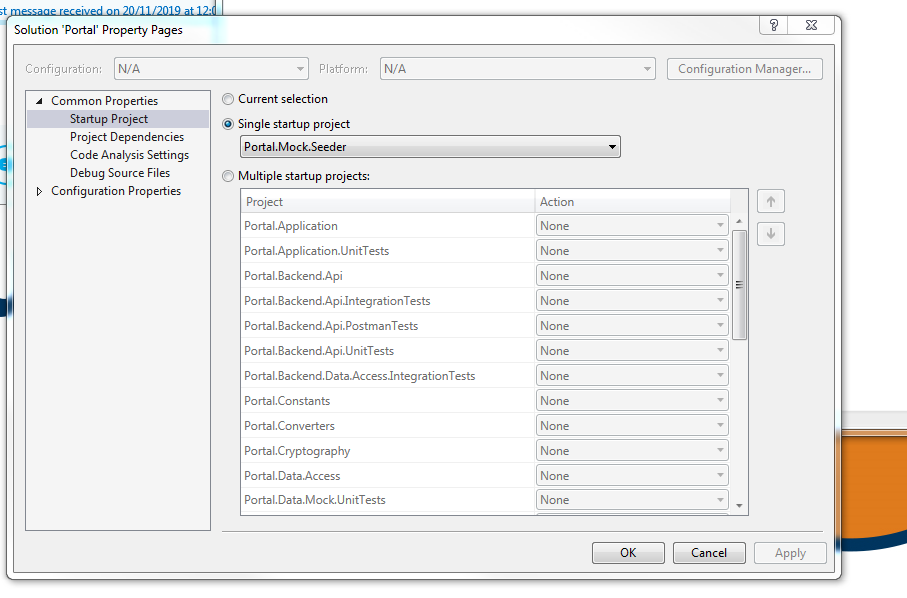 st message received on 20/11/2019 at 12:0
Solution 'Portal' Property Pages
Configuration: N/A Platform: N/A Configuration Manager...
Common Properties
Startup Project
Project Dependencies
Code Analysis Settings
Debug Source Files
Configuration Properties
Current selection
Single startup project
Portal.Mock.Seeder
Multiple startup projects:
Project Action
Portal.Application None
Portal.Application.UnitTests None
Portal.Backend.Api None
Portal.Backend.Api.IntegrationTests None
Portal.Backend.Api.PostmanTests None
Portal.Backend.Api.UnitTests None
Portal.Backend.Data.Access.IntegrationTests None
Portal.Constants None
Portal.Converters None
Portal.Cryptography None
Portal.Data.Access None
Portal.Data.Mock.UnitTests None
OK Cancel Apply